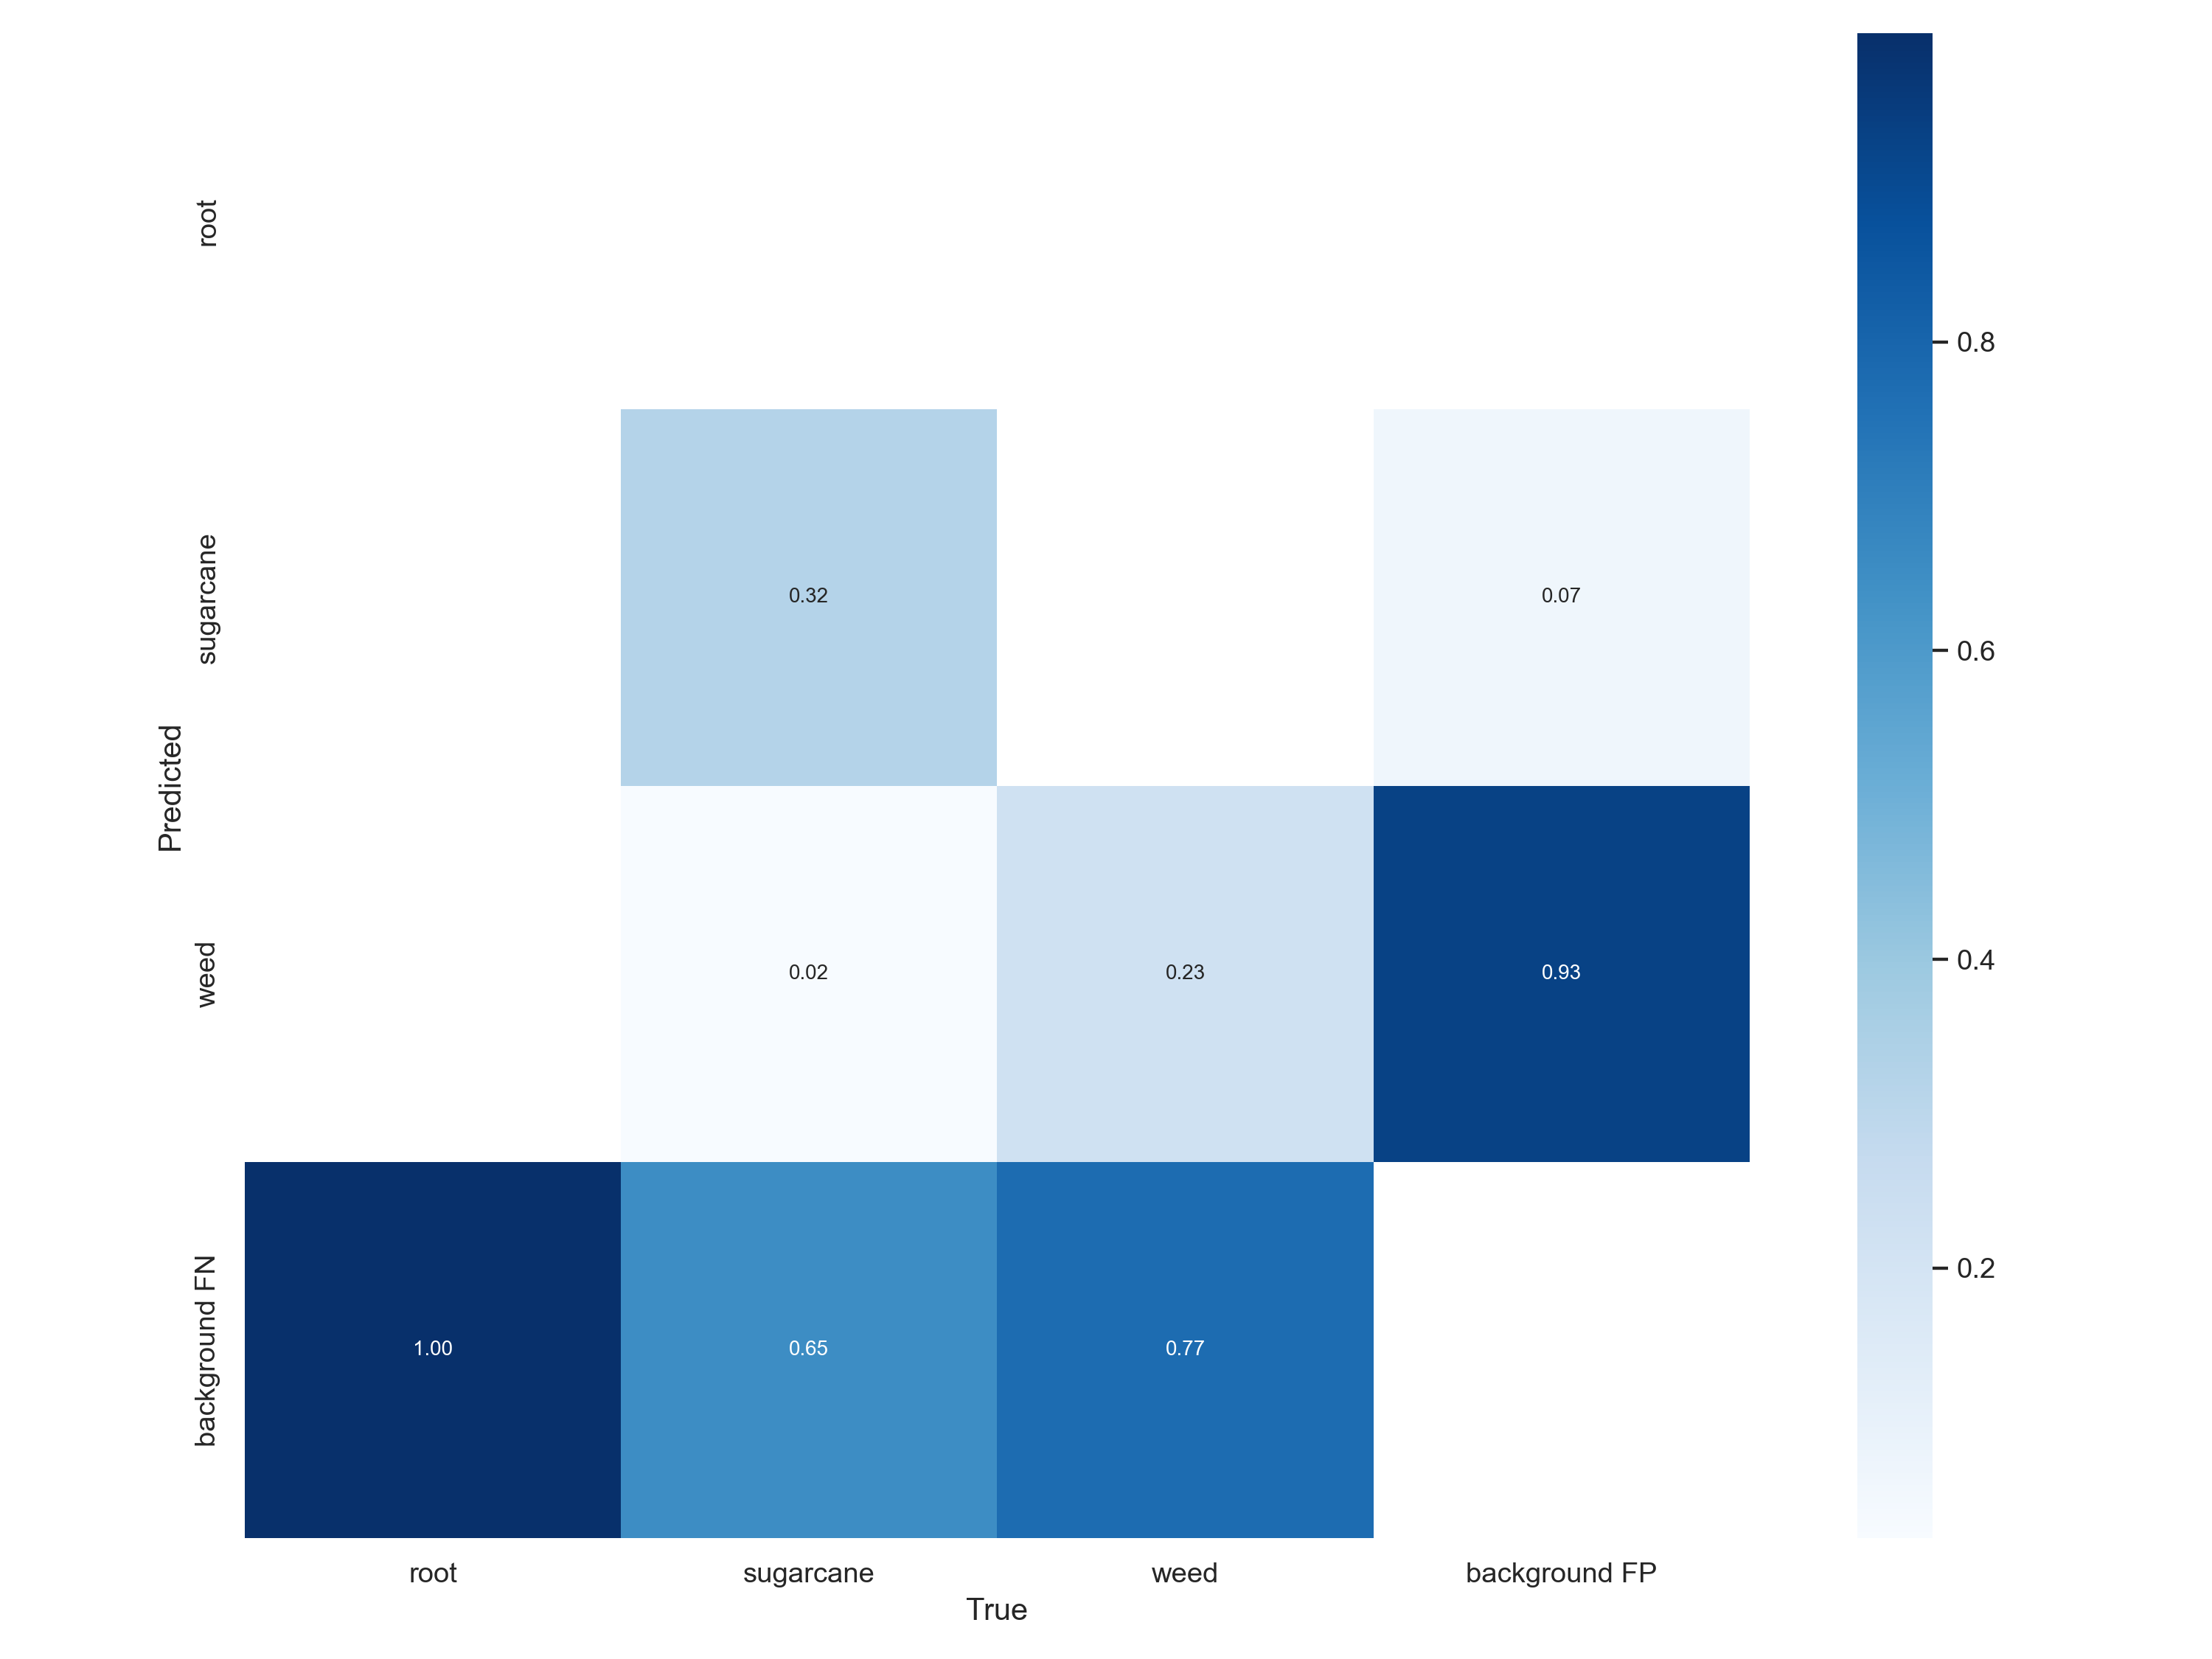 root
sugarcane
weed
background FN
Predicted
0.32
0.07
0.02
0.23
0.93
1.00
0.65
0.77
root
sugarcane
weed
background FP
True
0.8
0.6
0.4
0.2